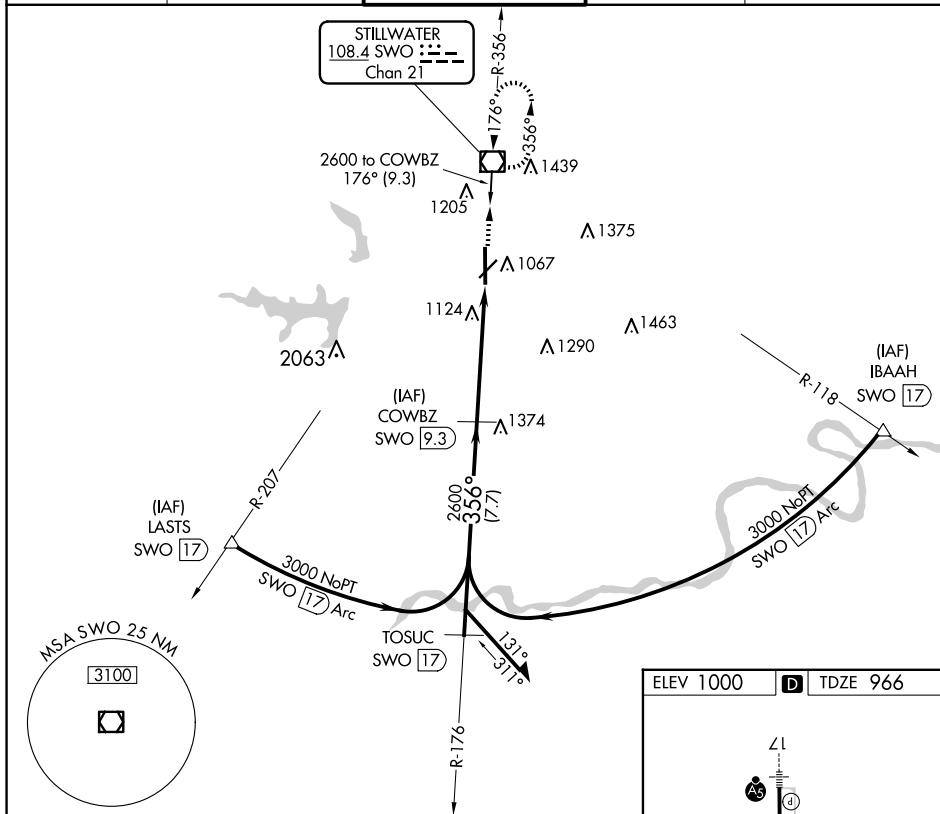 STILLWATER
108.4 SWO
Chan 21
R-356
176°
356°
2600 to COWBZ
176° (9.3)
1439
1205
1375
1067
1124
1463
1290
2063
(IAF)
IBAAH
SWO 17
R-118
(IAF)
COWBZ
SWO 9.3
1374
R-207
2600
356°
(7.7)
(IAF)
LASTS
SWO 17
3000 NoPT
SWO 17 Arc
3000 NoPT
SWO 17 Arc
TOSUC
SWO 17
131°
311°
MSA SWO 25 NM
3100
R-176
ELEV 1000 D TDZE 966
17
A5
P